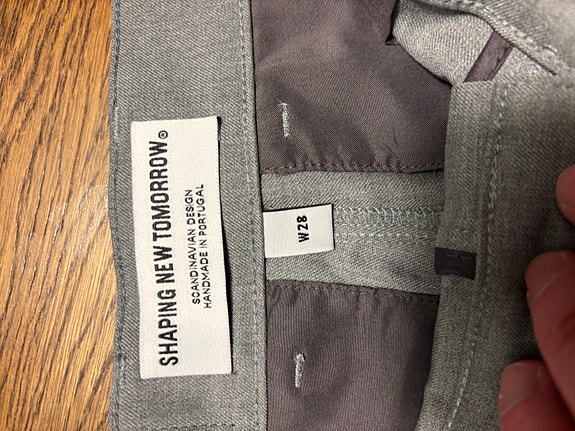 SHAPING NEW TOMORROW®
SCANDINAVIAN DESIGN
HANDMADE IN PORTUGAL
W28